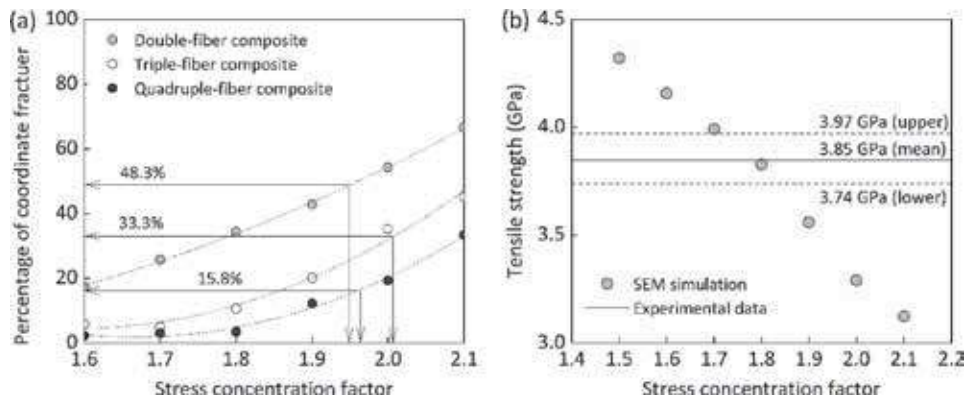 (a)
100
80
60
40
20
0
Percentage of coordinate fractuer
Double-fiber composite
Triple-fiber composite
Quadruple-fiber composite
48.3%
33.3%
15.8%
1.6 1.7 1.8 1.9 2.0 2.1
Stress concentration factor
(b)
4.5
4.0
3.5
3.0
Tensile strength (GPa)
3.97 GPa (upper)
3.85 GPa (mean)
3.74 GPa (lower)
SEM simulation
Experimental data
1.4 1.5 1.6 1.7 1.8 1.9 2.0 2.1 2.2
Stress concentration factor